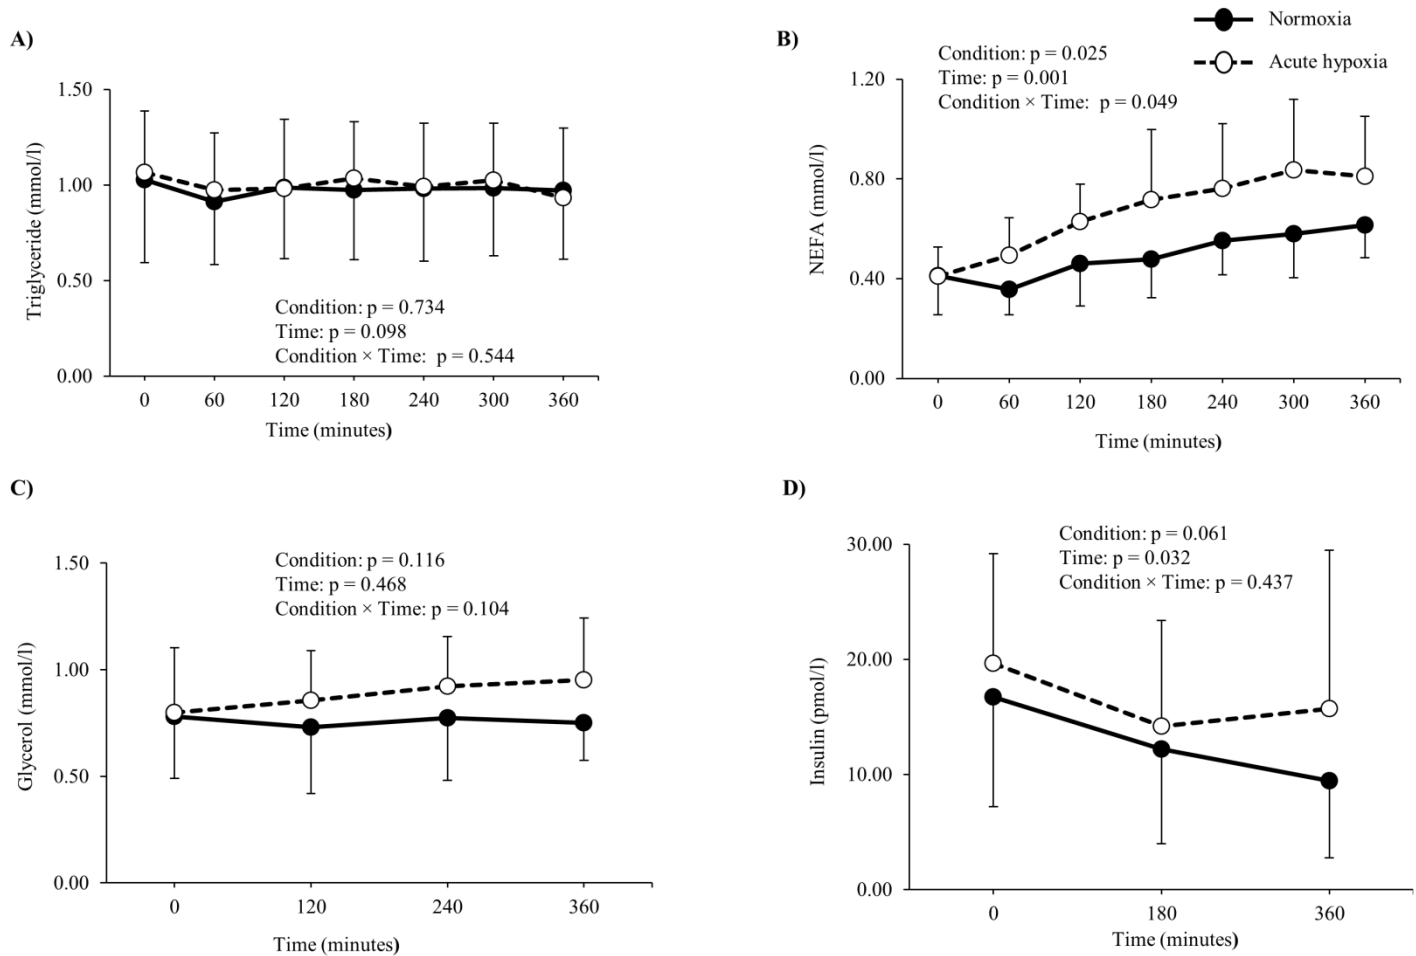 Normoxia
Acute hypoxia
A)
Triglyceride (mmol/l)
1.50
1.00
0.50
0.00
Condition: p = 0.734
Time: p = 0.098
Condition × Time: p = 0.544
0 60 120 180 240 300 360
Time (minutes)
B)
Condition: p = 0.025
Time: p = 0.001
Condition × Time: p = 0.049
NEFA (mmol/l)
1.20
0.80
0.40
0.00
0 60 120 180 240 300 360
Time (minutes)
C)
Condition: p = 0.116
Time: p = 0.468
Condition × Time: p = 0.104
Glycerol (mmol/l)
1.50
1.00
0.50
0.00
0 120 240 360
Time (minutes)
D)
Condition: p = 0.061
Time: p = 0.032
Condition × Time: p = 0.437
Insulin (pmol/l)
30.00
20.00
10.00
0.00
0 180 360
Time (minutes)